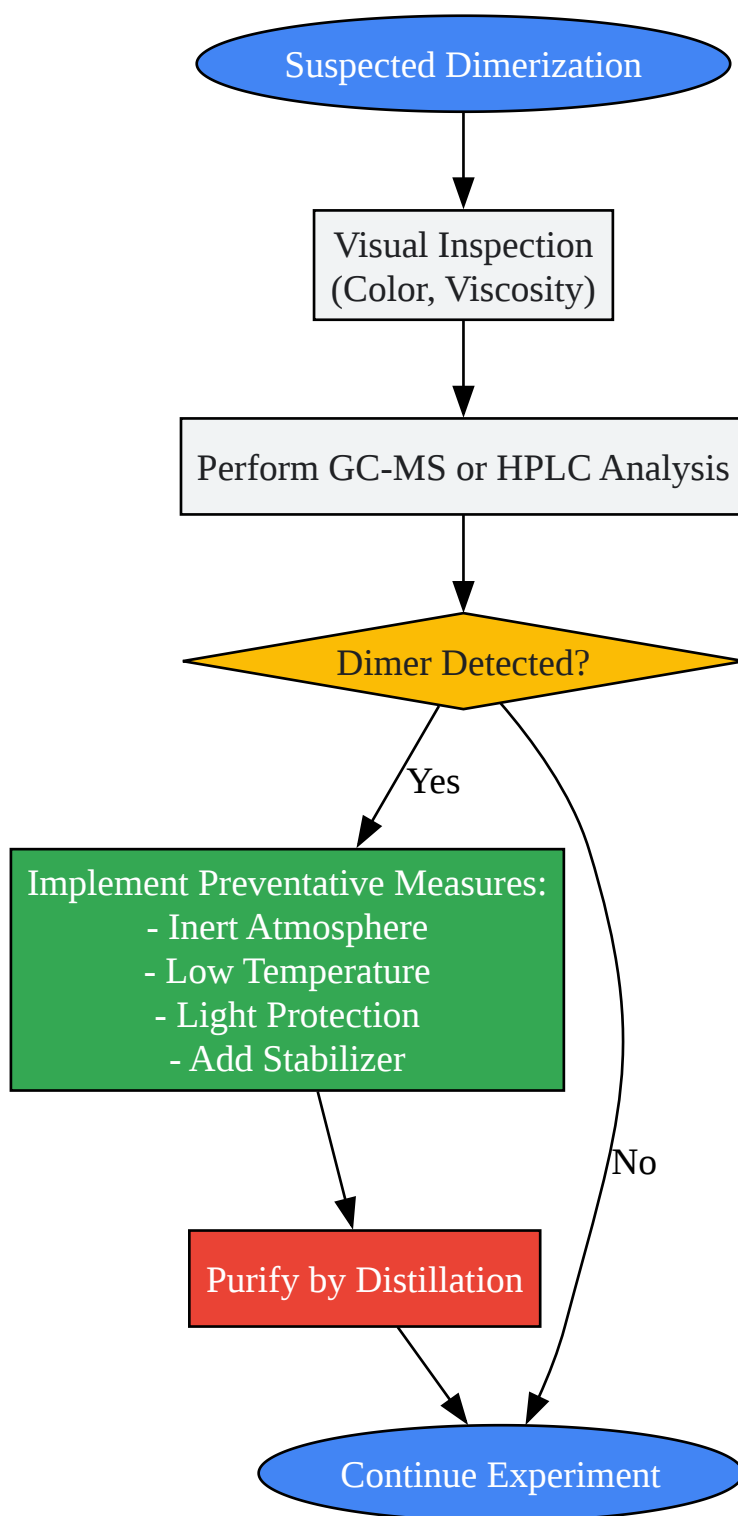 Suspected Dimerization
Visual Inspection
(Color, Viscosity)
Perform GC-MS or HPLC Analysis
Dimer Detected?
Yes
Implement Preventative Measures:
- Inert Atmosphere
- Low Temperature
- Light Protection
- Add Stabilizer
No
Purify by Distillation
Continue Experiment